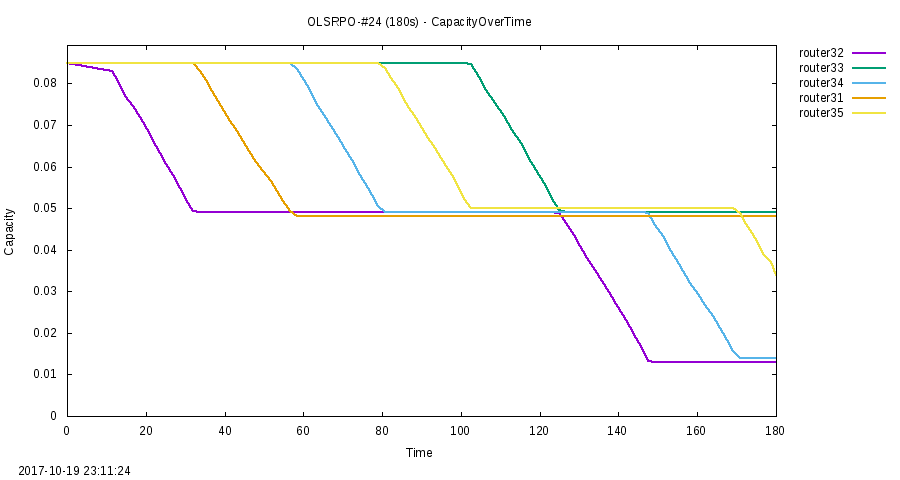 OLSRPO-#24 (180s) - CapacityOverTime
router32
router33
router34
router31
router35
0.08
0.07
0.06
0.05
0.04
0.03
0.02
0.01
0
Capacity
0 20 40 60 80 100 120 140 160 180
Time
2017-10-19 23:11:24